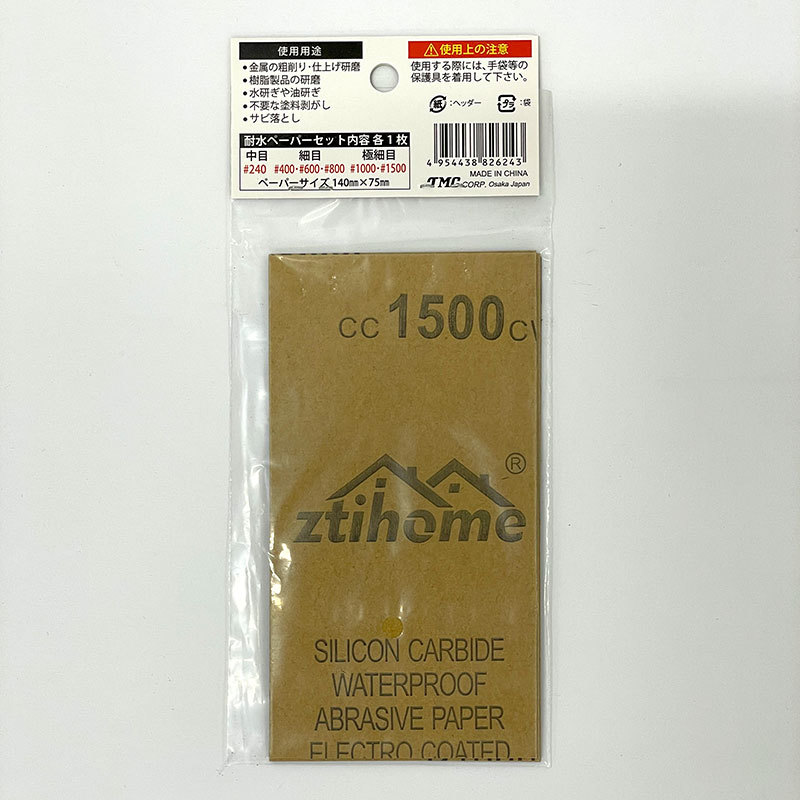 使用用途
•金属の粗削り・仕上げ研磨
•樹脂製品の研磨
•水研ぎや油研ぎ
•不要な塗料剥がし
•サビ落とし
耐水ペーパーセット内容 各1枚
中目 細目 極細目
#240 #400・#600・#800 #1000・#1500
ペーパーサイズ 140㎜×75㎜
⚠使用上の注意
使用する際には、手袋等の
保護具を着用して下さい。
紙:ヘッダー プラ:袋
4 954438 826243
MADE IN CHINA
TMC CORP. Osaka Japan
CC 1500 CW
ztihome®
SILICON CARBIDE
WATERPROOF
ABRASIVE PAPER
ELECTRO COATED